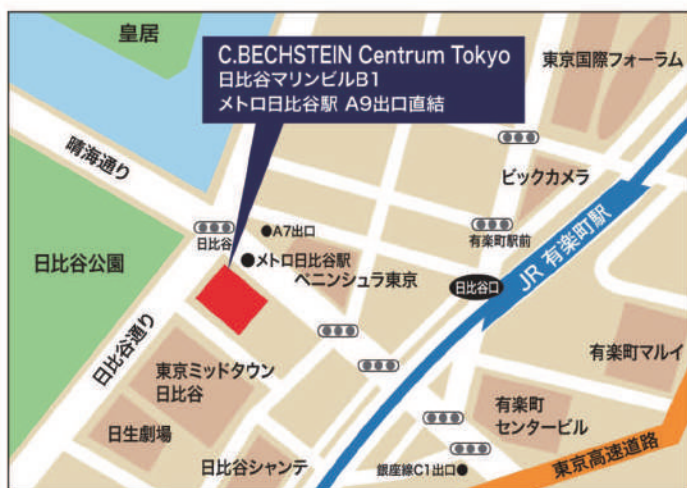 皇居
C.BECHSTEIN Centrum Tokyo
日比谷マリンビルB1
メトロ日比谷駅 A9出口直結
東京国際フォーラム
晴海通り
ビックカメラ
日比谷
●A7出口
有楽町駅前
日比谷公園
●メトロ日比谷駅
ペニンシュラ東京
日比谷口
JR 有楽町駅
日比谷通り
東京ミッドタウン
日比谷
有楽町マルイ
日生劇場
有楽町
センタービル
日比谷シャンテ
銀座線C1出口●
東京高速道路